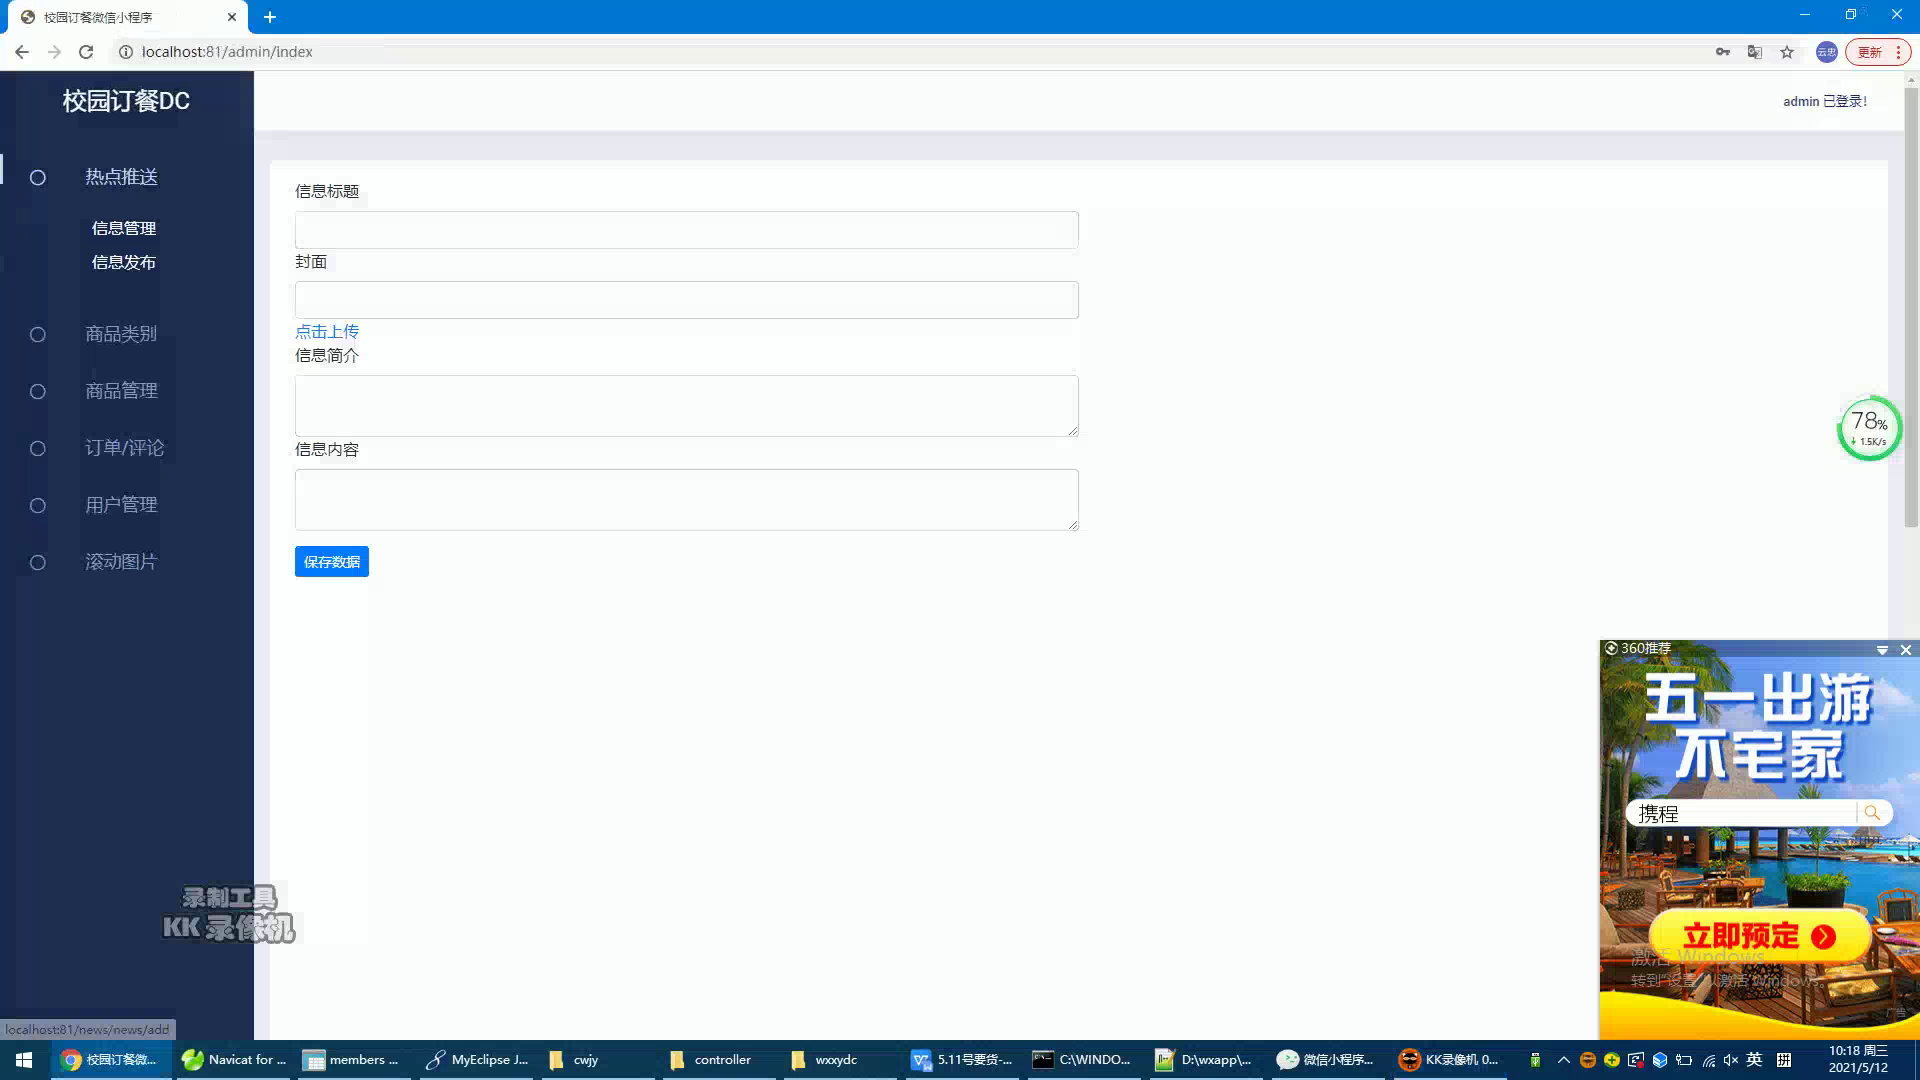 校园订餐微信小程序
localhost:81/admin/index
云忠
更新
校园订餐DC
admin 已登录!
热点推送
信息管理
信息发布
商品类别
商品管理
订单/评论
用户管理
滚动图片
信息标题
封面
点击上传
信息简介
信息内容
保存数据
78%
1.5K/s
360推荐
五一出游
不宅家
携程
立即预定
激活 Windows
转到"设置"以激活 Windows。
广告
录制工具
KK 录像机
localhost:81/news/news/add
校园订餐微...
Navicat for ...
members ...
MyEclipse J...
cwjy
controller
wxxydc
5.11号要货-...
C:\WINDO...
D:\wxapp\...
微信小程序...
KK录像机 0...
英
拼
10:18 周三
2021/5/12